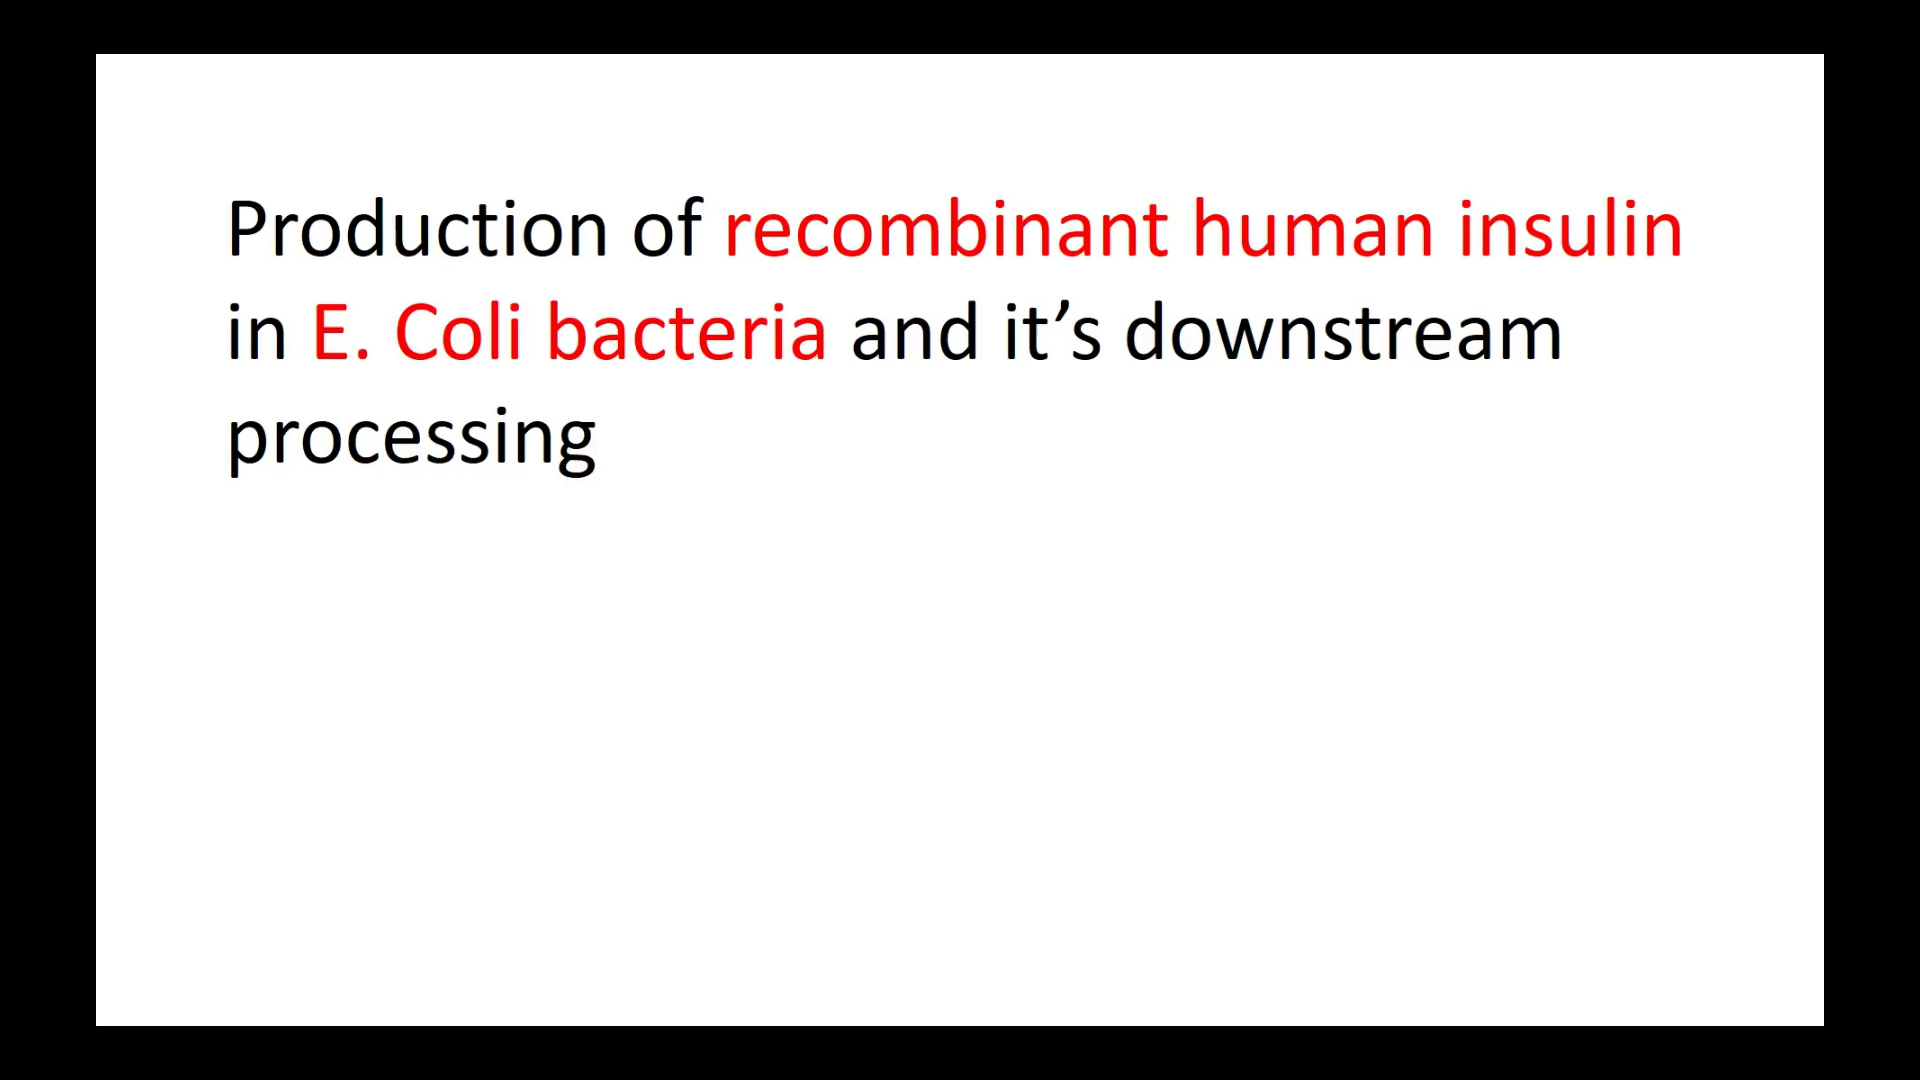 Production of recombinant human insulin
in E. Coli bacteria and it’s downstream
processing